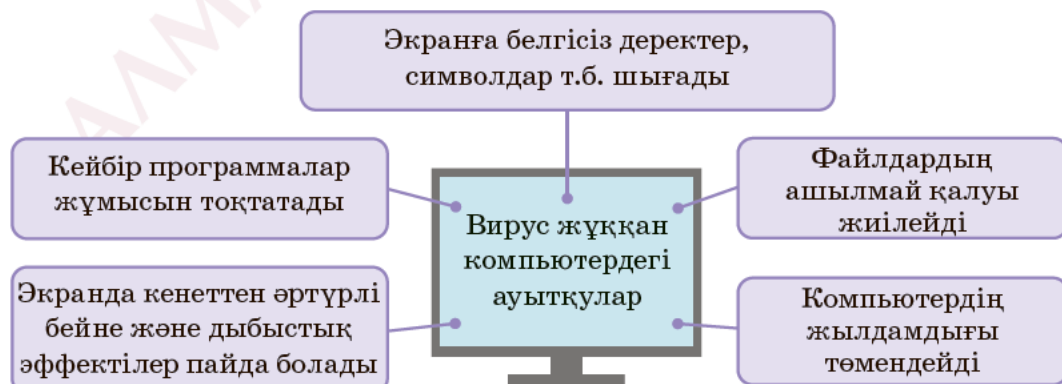 Экранға белгісіз деректер,
символдар т.б. шығады
Кейбір программалар
жұмысын тоқтатады
Файлдардың
ашылмай қалуы
жиілейді
Вирус жұққан
компьютердегі
ауытқулар
Экранда кенеттен әртүрлі
бейне және дыбыстық
эффектілер пайда болады
Компьютердің
жылдамдығы
төмендейді